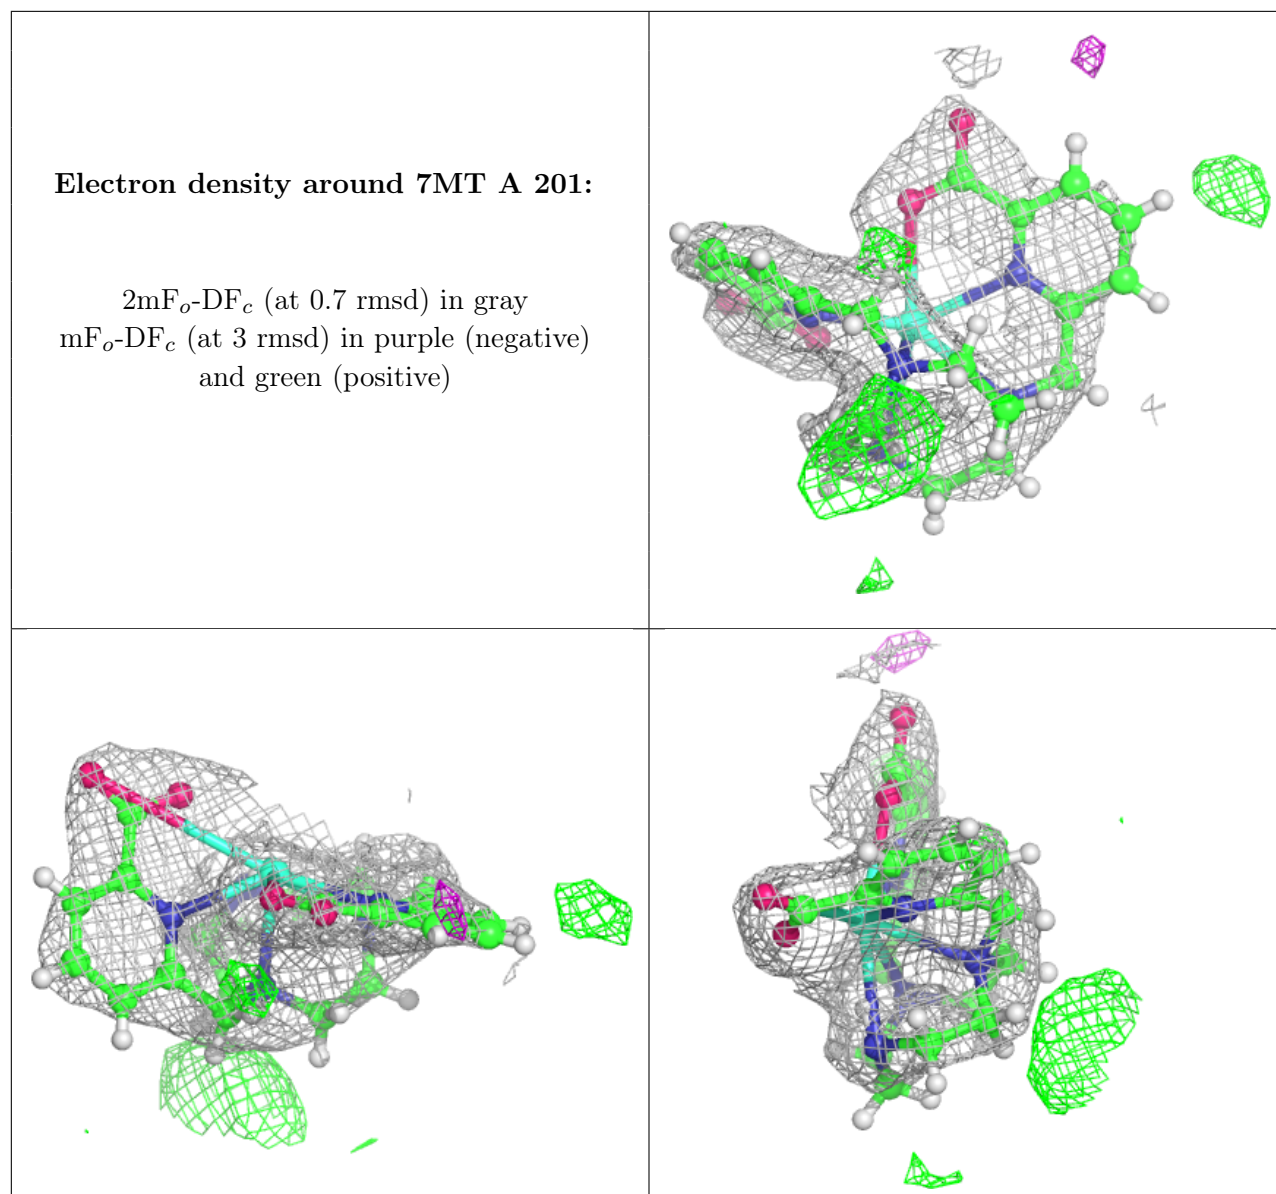 Electron density around 7MT A 201:
2mFo-DFc (at 0.7 rmsd) in gray
mFo-DFc (at 3 rmsd) in purple (negative)
and green (positive)